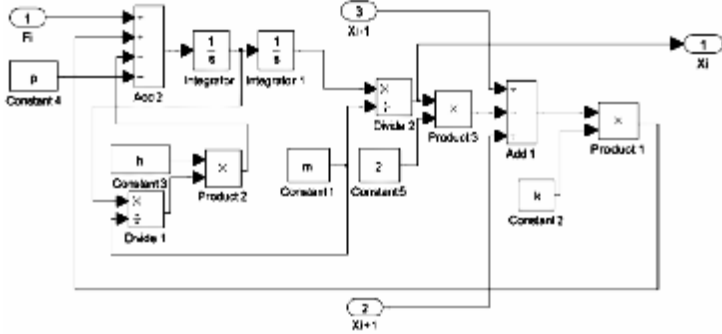 1
Fi
p
Constant 4
+
+
−
−
Add 2
1
s
Integrator
1
s
Integrator 1
3
Xi-1
1
Xi
×
÷
Divide 2
×
Product 3
+
−
+
Add 1
×
Product 1
h
Constant 3
×
Product 2
m
Constant 1
2
Constant 5
k
Constant 2
×
÷
Divide 1
2
Xi+1